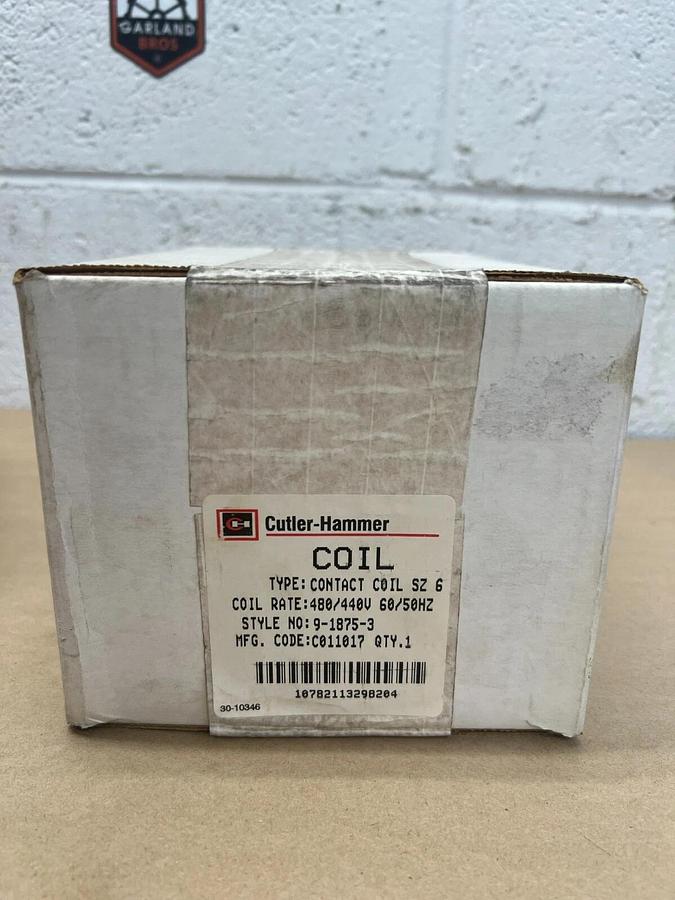 GARLAND
BROS
Cutler-Hammer
COIL
TYPE: CONTACT COIL SZ 6
COIL RATE:480/440V 60/50HZ
STYLE NO:9-1875-3
MFG. CODE:C011017 QTY.1
10782113298204
30-10346